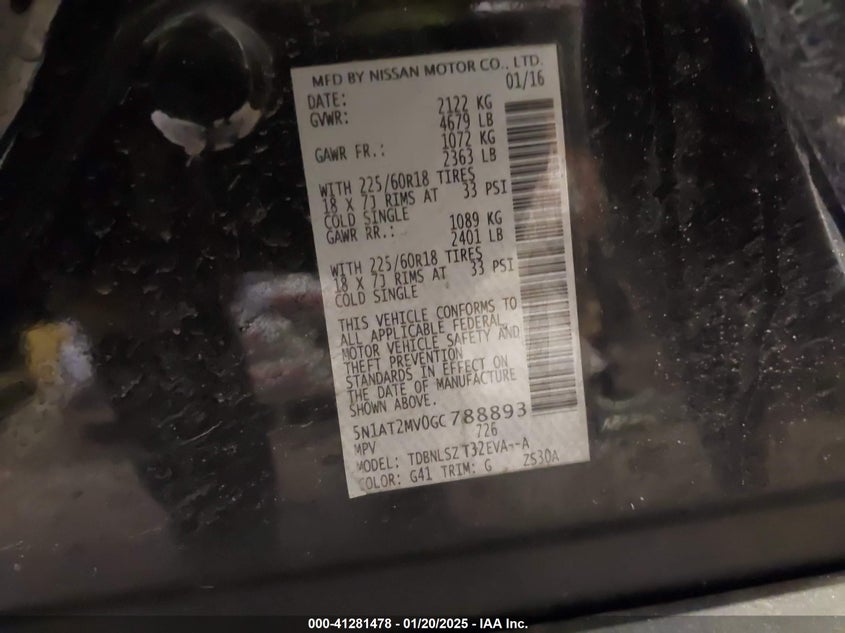 MFD BY NISSAN MOTOR CO., LTD.
DATE: 01/16
GVWR: 2122 KG
4679 LB
GAWR FR.: 1072 KG
2363 LB
WITH 225/60R18 TIRES
18 X 7J RIMS AT 33 PSI
COLD SINGLE
GAWR RR.: 1089 KG
2401 LB
WITH 225/60R18 TIRES
18 X 7J RIMS AT 33 PSI
COLD SINGLE
THIS VEHICLE CONFORMS TO
ALL APPLICABLE FEDERAL
MOTOR VEHICLE SAFETY AND
THEFT PREVENTION
STANDARDS IN EFFECT ON
THE DATE OF MANUFACTURE
SHOWN ABOVE.
5N1AT2MV0GC788893
MPV 726
MODEL: TDBNLSZ T32EVA--A
COLOR: G41 TRIM: G ZS30A
000-41281478 — 01/20/2025 — IAA Inc.